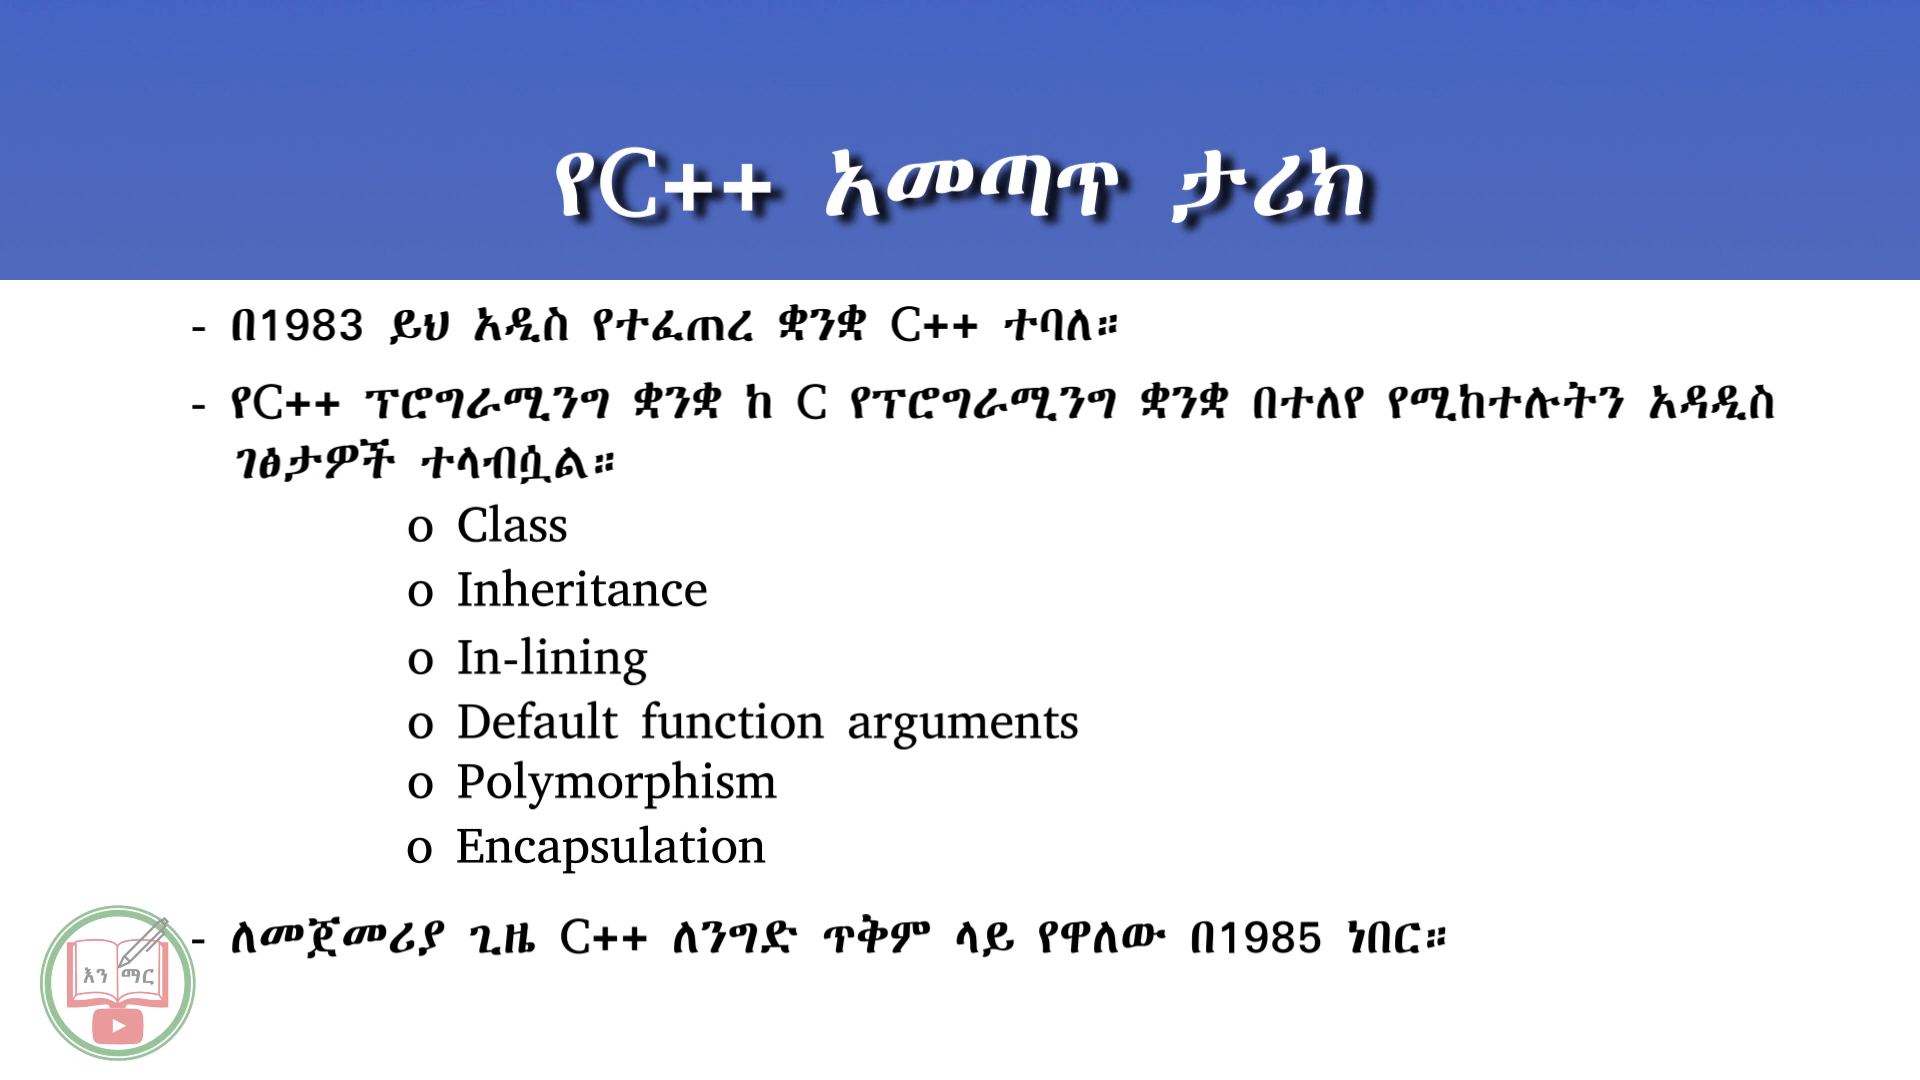 የC++ አመጣጥ ታሪክ
- በ1983 ይህ አዲስ የተፈጠረ ቋንቋ C++ ተባለ።
- የC++ ፕሮግራሚንግ ቋንቋ ከ C የፕሮግራሚንግ ቋንቋ በተለየ የሚከተሉትን አዳዲስ
ገፅታዎች ተላብሷል።
o Class
o Inheritance
o In-lining
o Default function arguments
o Polymorphism
o Encapsulation
- ለመጀመሪያ ጊዜ C++ ለንግድ ጥቅም ላይ የዋለው በ1985 ነበር።
እን ማር